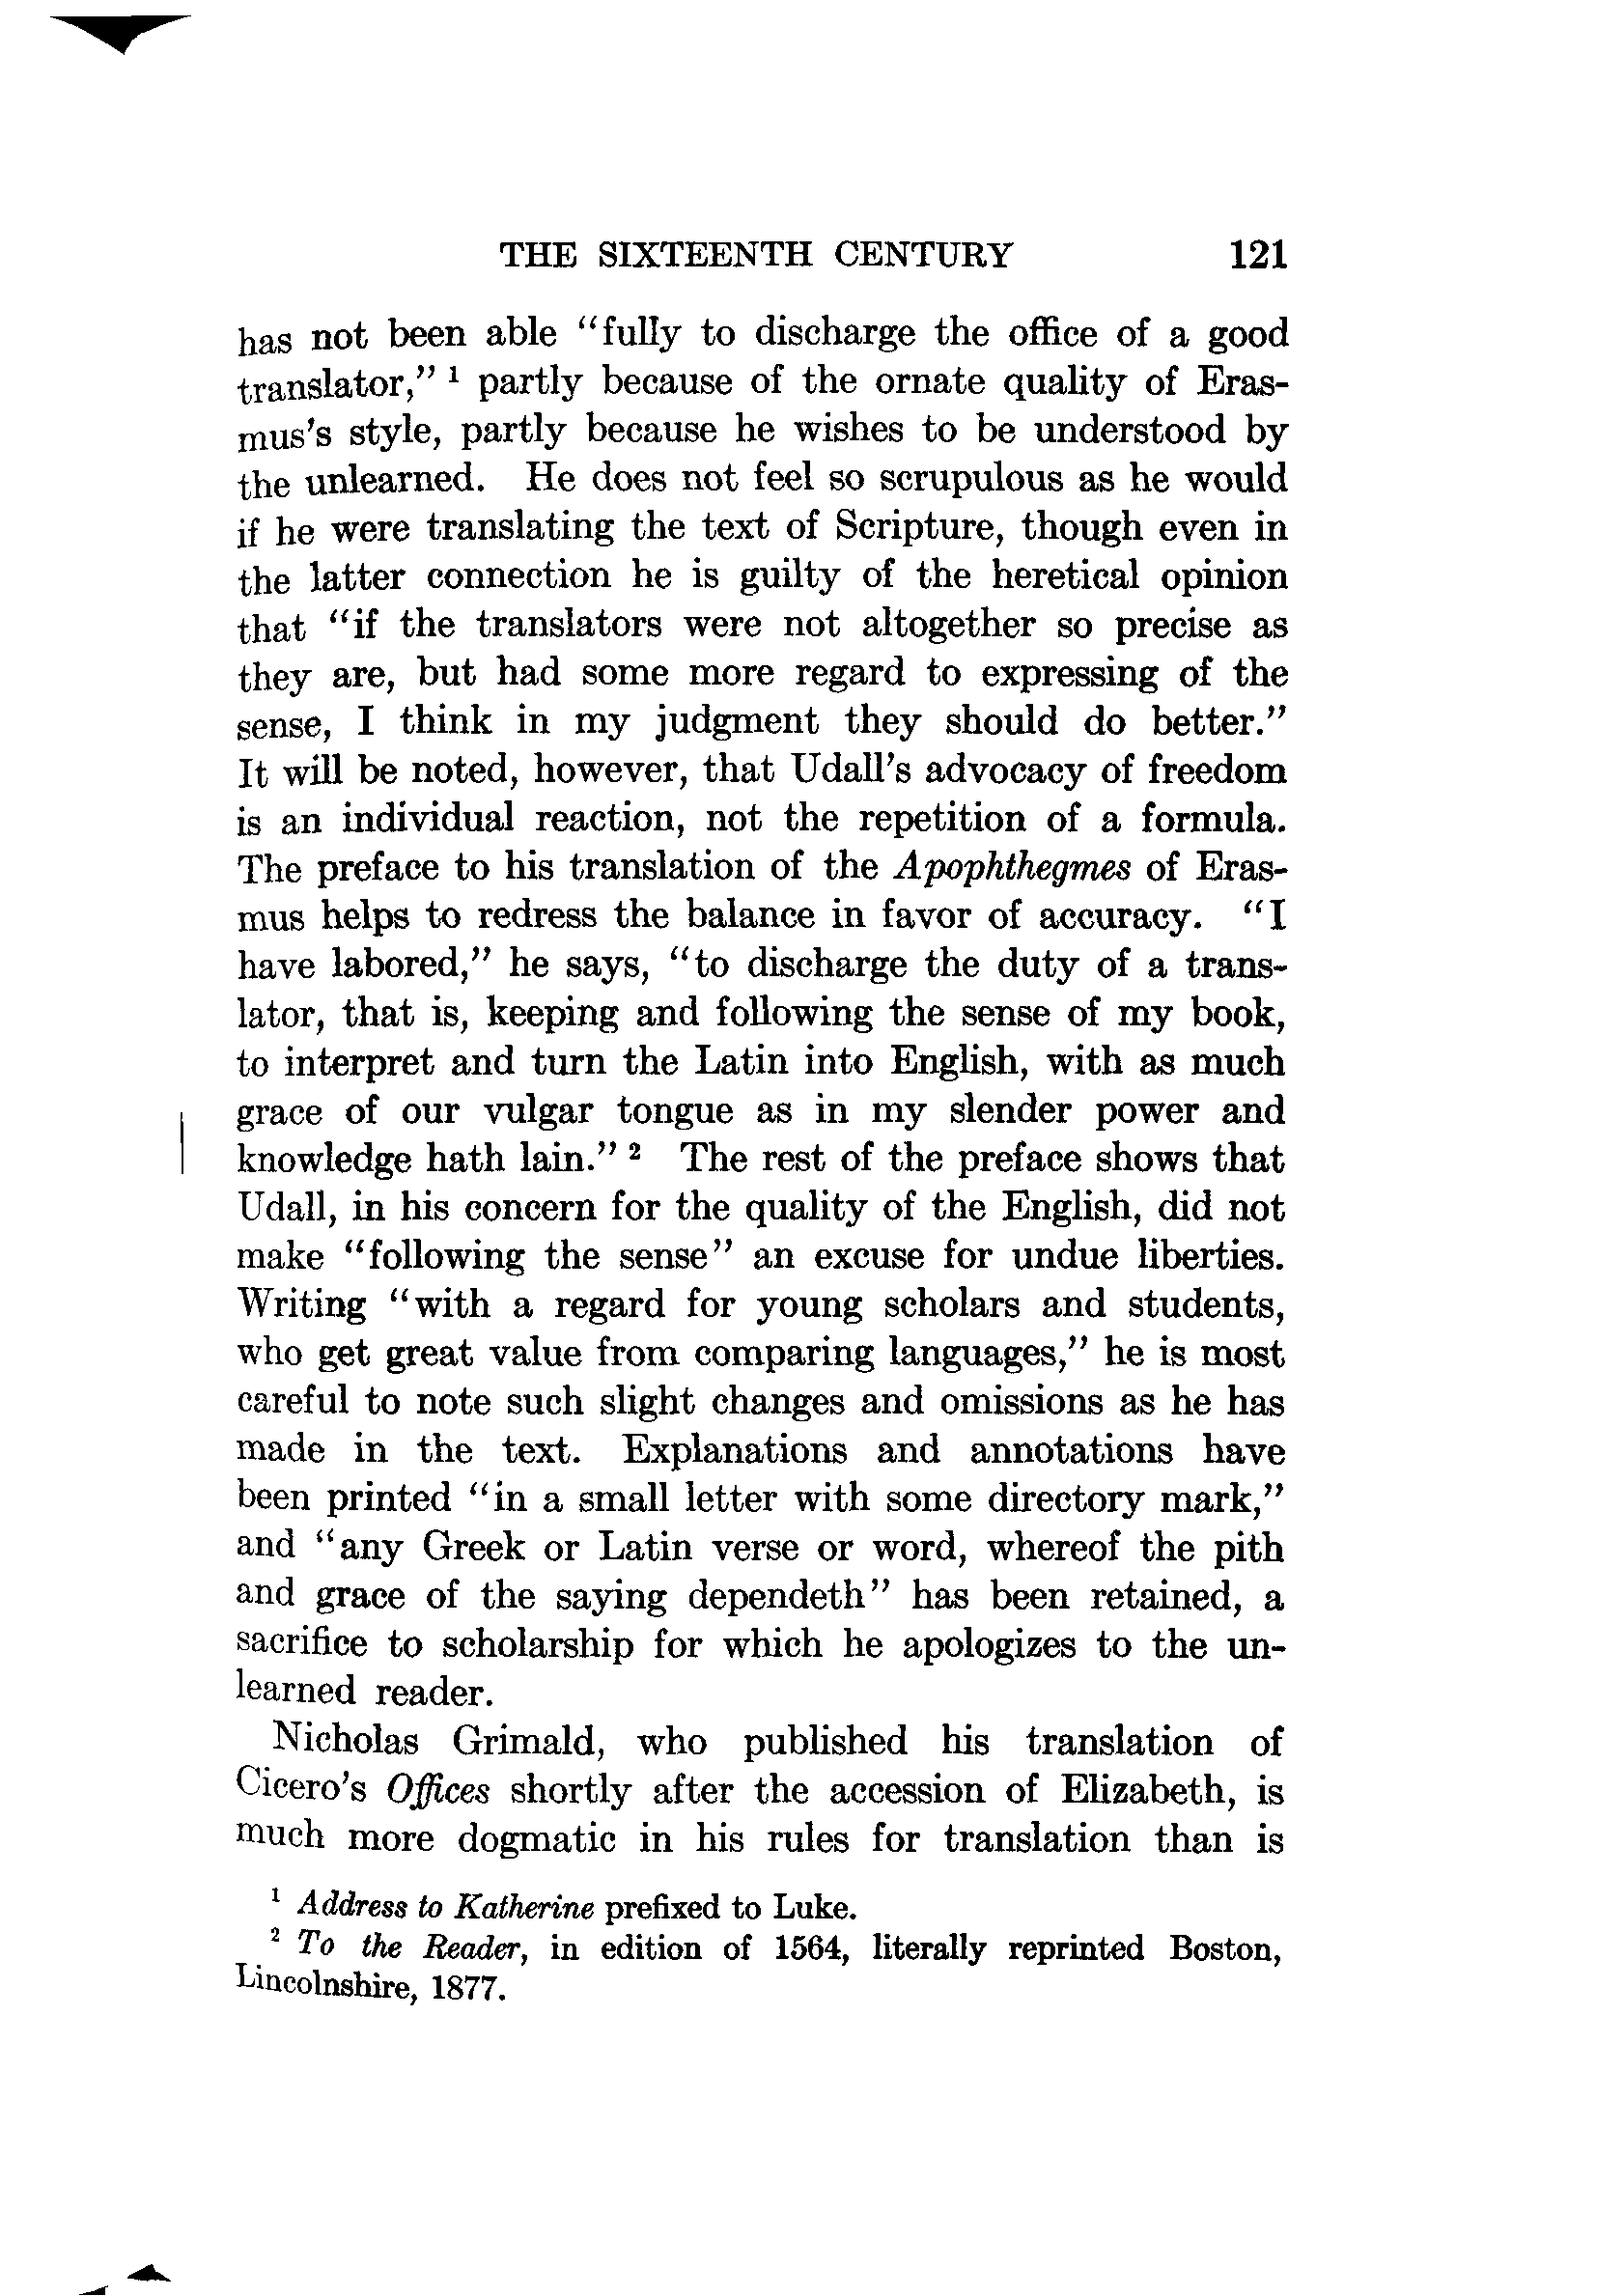 THE SIXTEENTH CENTURY 121
has not been able “fully to discharge the office of a good
translator,” ¹ partly because of the ornate quality of Eras-
mus’s style, partly because he wishes to be understood by
the unlearned. He does not feel so scrupulous as he would
if he were translating the text of Scripture, though even in
the latter connection he is guilty of the heretical opinion
that “if the translators were not altogether so precise as
they are, but had some more regard to expressing of the
sense, I think in my judgment they should do better.”
It will be noted, however, that Udall’s advocacy of freedom
is an individual reaction, not the repetition of a formula.
The preface to his translation of the Apophthegmes of Eras-
mus helps to redress the balance in favor of accuracy. “I
have labored,” he says, “to discharge the duty of a trans-
lator, that is, keeping and following the sense of my book,
to interpret and turn the Latin into English, with as much
grace of our vulgar tongue as in my slender power and
knowledge hath lain.” ² The rest of the preface shows that
Udall, in his concern for the quality of the English, did not
make “following the sense” an excuse for undue liberties.
Writing “with a regard for young scholars and students,
who get great value from comparing languages,” he is most
careful to note such slight changes and omissions as he has
made in the text. Explanations and annotations have
been printed “in a small letter with some directory mark,”
and “any Greek or Latin verse or word, whereof the pith
and grace of the saying dependeth” has been retained, a
sacrifice to scholarship for which he apologizes to the un-
learned reader.
Nicholas Grimald, who published his translation of
Cicero’s Offices shortly after the accession of Elizabeth, is
much more dogmatic in his rules for translation than is
¹ Address to Katherine prefixed to Luke.
² To the Reader, in edition of 1564, literally reprinted Boston,
Lincolnshire, 1877.